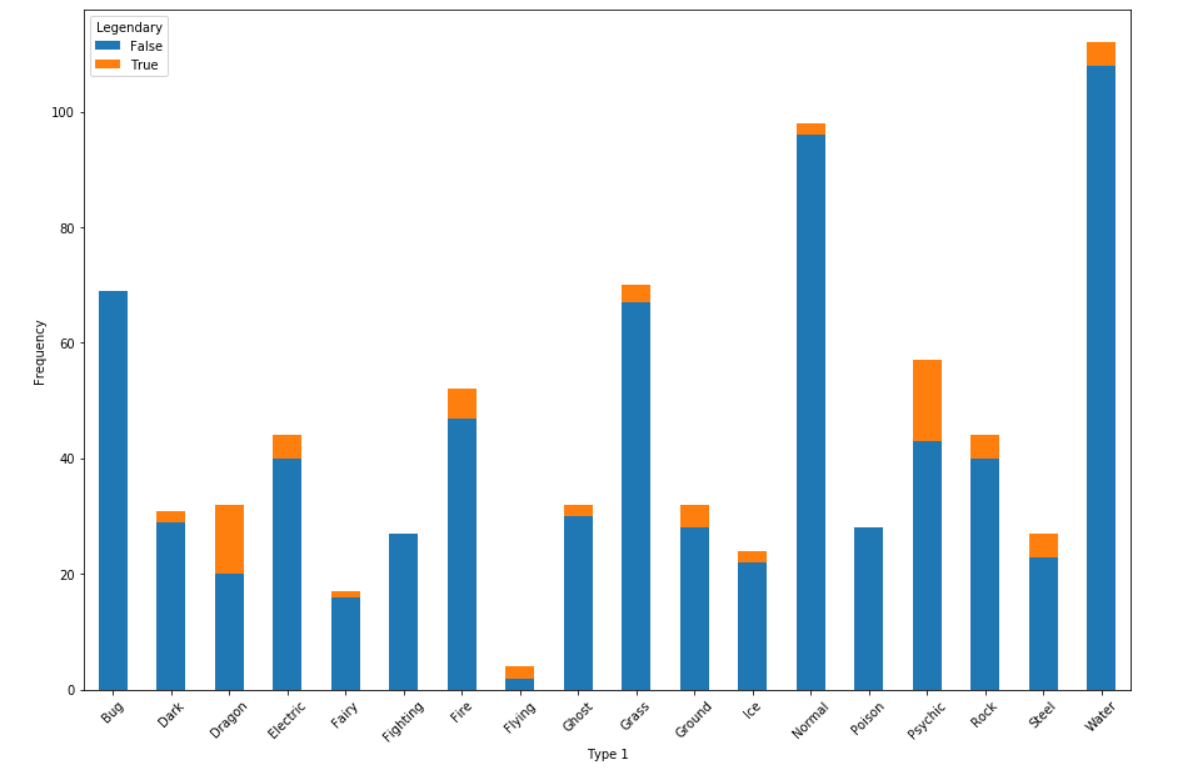 Legendary
False
True
100
80
60
40
20
0
Frequency
Bug
Dark
Dragon
Electric
Fairy
Fighting
Fire
Flying
Ghost
Grass
Ground
Ice
Normal
Poison
Psychic
Rock
Steel
Water
Type 1